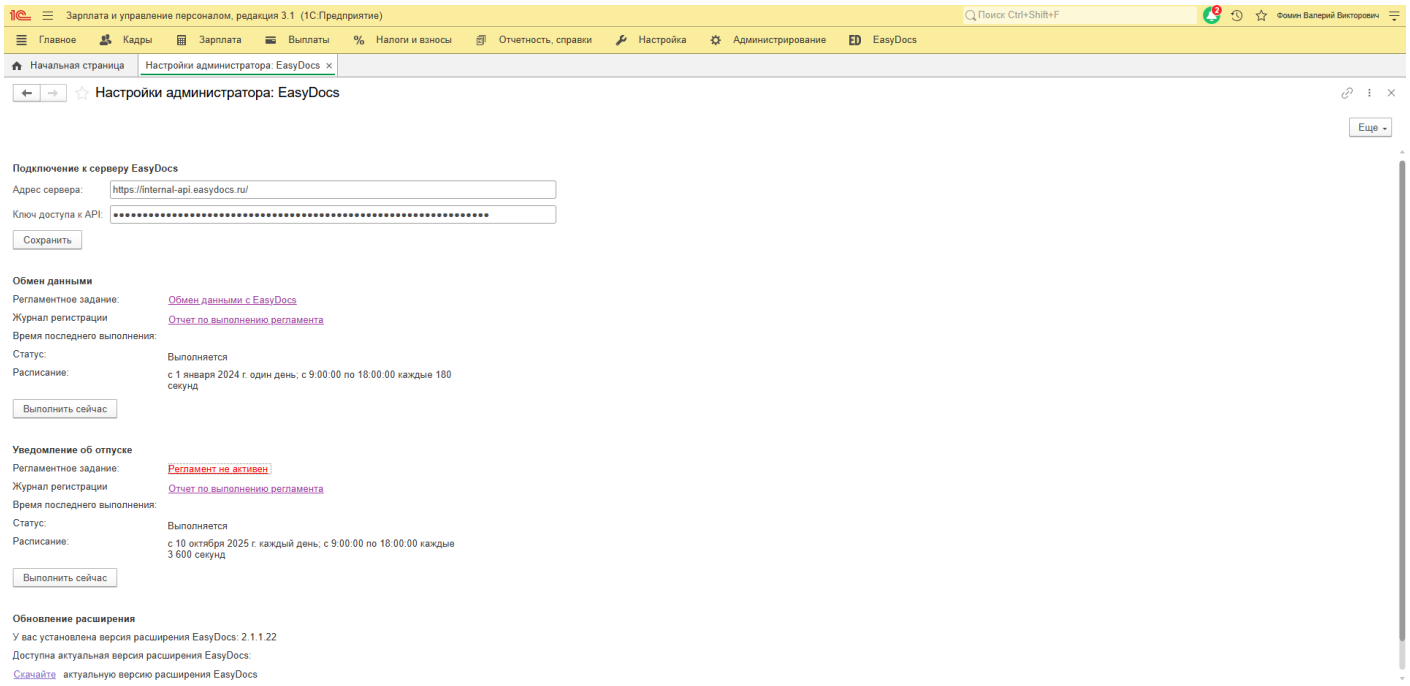 1С Зарплата и управление персоналом, редакция 3.1 (1С:Предприятие) Поиск Ctrl+Shift+F 2 Фомин Валерий Викторович
Главное Кадры Зарплата Выплаты % Налоги и взносы Отчетность, справки Настройка Администрирование ED EasyDocs
Начальная страница Настройки администратора: EasyDocs ×
Настройки администратора: EasyDocs
Еще
Подключение к серверу EasyDocs
Адрес сервера: https://internal-api.easydocs.ru/
Ключ доступа к API:
Сохранить
Обмен данными
Регламентное задание: Обмен данными с EasyDocs
Журнал регистрации Отчет по выполнению регламента
Время последнего выполнения:
Статус: Выполняется
Расписание: с 1 января 2024 г. один день; с 9:00:00 по 18:00:00 каждые 180
секунд
Выполнить сейчас
Уведомление об отпуске
Регламентное задание: Регламент не активен
Журнал регистрации Отчет по выполнению регламента
Время последнего выполнения:
Статус: Выполняется
Расписание: с 10 октября 2025 г. каждый день; с 9:00:00 по 18:00:00 каждые
3 600 секунд
Выполнить сейчас
Обновление расширения
У вас установлена версия расширения EasyDocs: 2.1.1.22
Доступна актуальная версия расширения EasyDocs:
Скачайте актуальную версию расширения EasyDocs